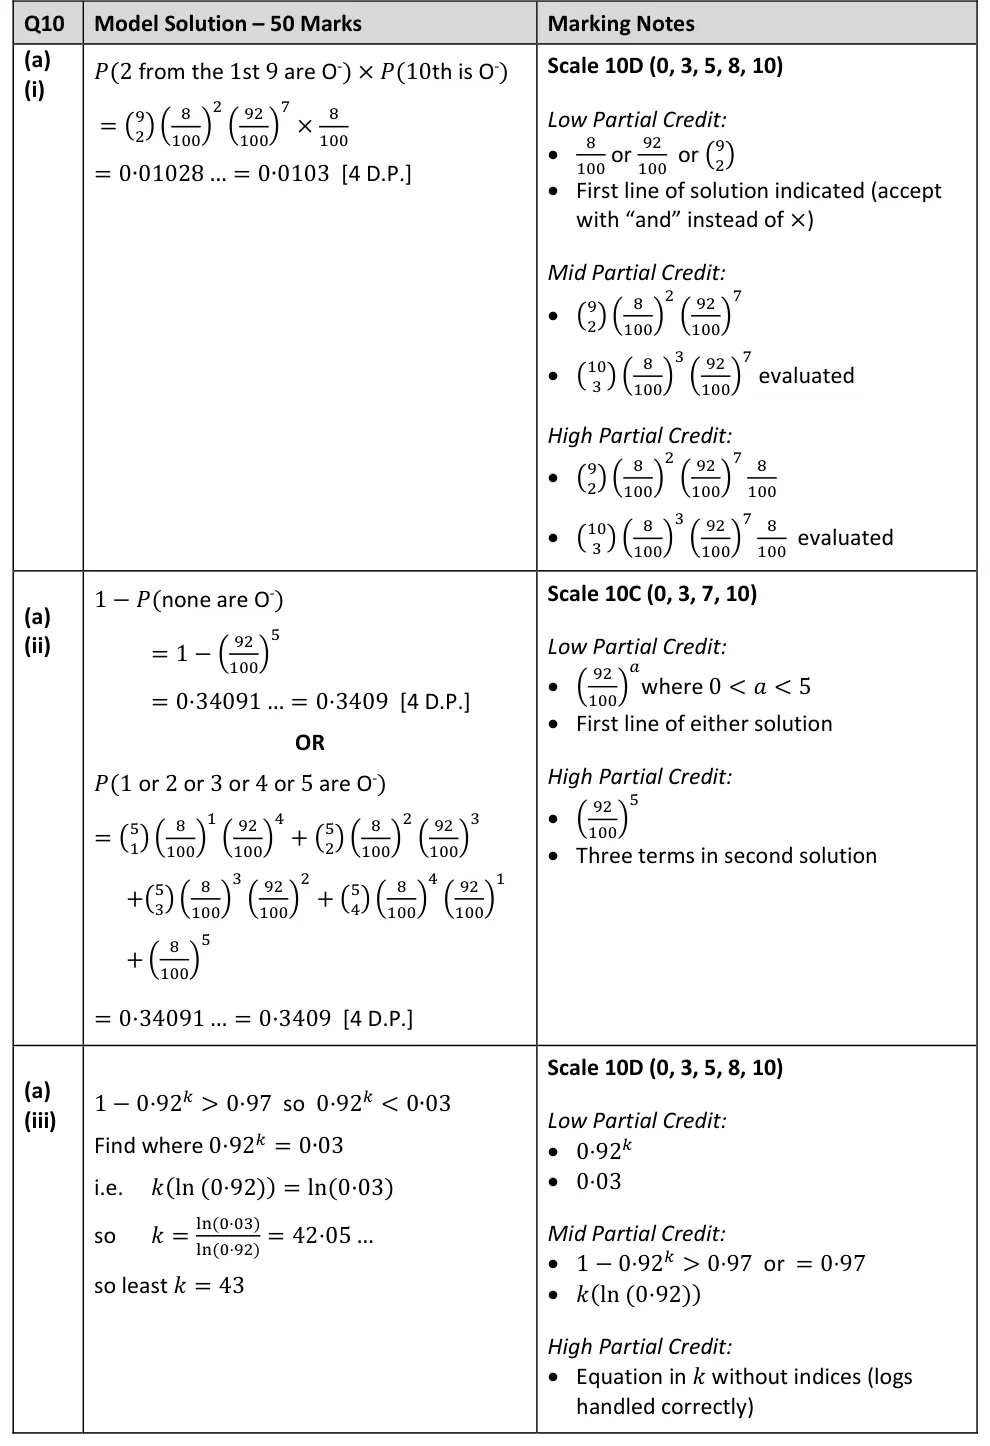 Q10 Model Solution – 50 Marks Marking Notes
(a)
(i)
P(2 from the 1st 9 are O⁻) × P(10th is O⁻)
= (9 2) (8/100)² (92/100)⁷ × 8/100
= 0·01028 … = 0·0103 [4 D.P.]
Scale 10D (0, 3, 5, 8, 10)
Low Partial Credit:
• 8/100 or 92/100 or (9 2)
• First line of solution indicated (accept
with “and” instead of ×)
Mid Partial Credit:
• (9 2) (8/100)² (92/100)⁷
• (10 3) (8/100)³ (92/100)⁷ evaluated
High Partial Credit:
• (9 2) (8/100)² (92/100)⁷ 8/100
• (10 3) (8/100)³ (92/100)⁷ 8/100 evaluated
(a)
(ii)
1 − P(none are O⁻)
= 1 − (92/100)⁵
= 0·34091 … = 0·3409 [4 D.P.]
OR
P(1 or 2 or 3 or 4 or 5 are O⁻)
= (5 1) (8/100)¹ (92/100)⁴ + (5 2) (8/100)² (92/100)³
+(5 3) (8/100)³ (92/100)² + (5 4) (8/100)⁴ (92/100)¹
+ (8/100)⁵
= 0·34091 … = 0·3409 [4 D.P.]
Scale 10C (0, 3, 7, 10)
Low Partial Credit:
• (92/100)ᵃ where 0 < a < 5
• First line of either solution
High Partial Credit:
• (92/100)⁵
• Three terms in second solution
(a)
(iii)
1 − 0·92ᵏ > 0·97 so 0·92ᵏ < 0·03
Find where 0·92ᵏ = 0·03
i.e. k(ln (0·92)) = ln(0·03)
so k = ln(0·03)/ln(0·92) = 42·05 …
so least k = 43
Scale 10D (0, 3, 5, 8, 10)
Low Partial Credit:
• 0·92ᵏ
• 0·03
Mid Partial Credit:
• 1 − 0·92ᵏ > 0·97 or = 0·97
• k(ln (0·92))
High Partial Credit:
• Equation in k without indices (logs
handled correctly)